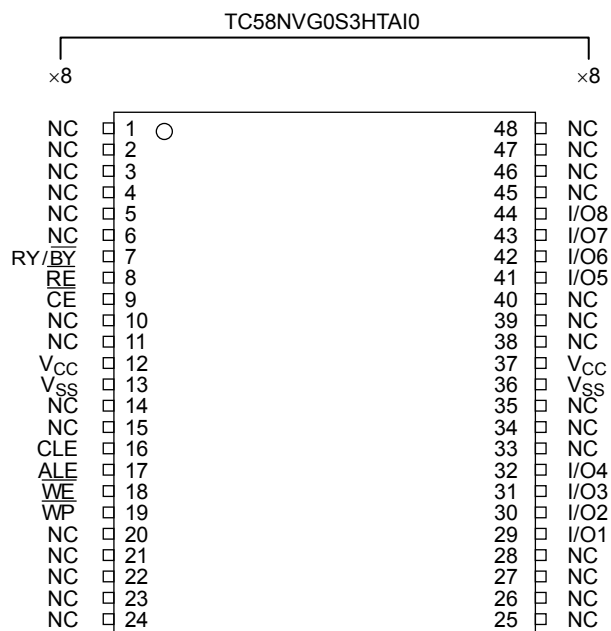 TC58NVG0S3HTAI0
×8 ×8
NC 1 48 NC
NC 2 47 NC
NC 3 46 NC
NC 4 45 NC
NC 5 44 I/O8
NC 6 43 I/O7
RY/B̅Y̅ 7 42 I/O6
R̅E̅ 8 41 I/O5
C̅E̅ 9 40 NC
NC 10 39 NC
NC 11 38 NC
VCC 12 37 VCC
VSS 13 36 VSS
NC 14 35 NC
NC 15 34 NC
CLE 16 33 NC
ALE 17 32 I/O4
W̅E̅ 18 31 I/O3
W̅P̅ 19 30 I/O2
NC 20 29 I/O1
NC 21 28 NC
NC 22 27 NC
NC 23 26 NC
NC 24 25 NC